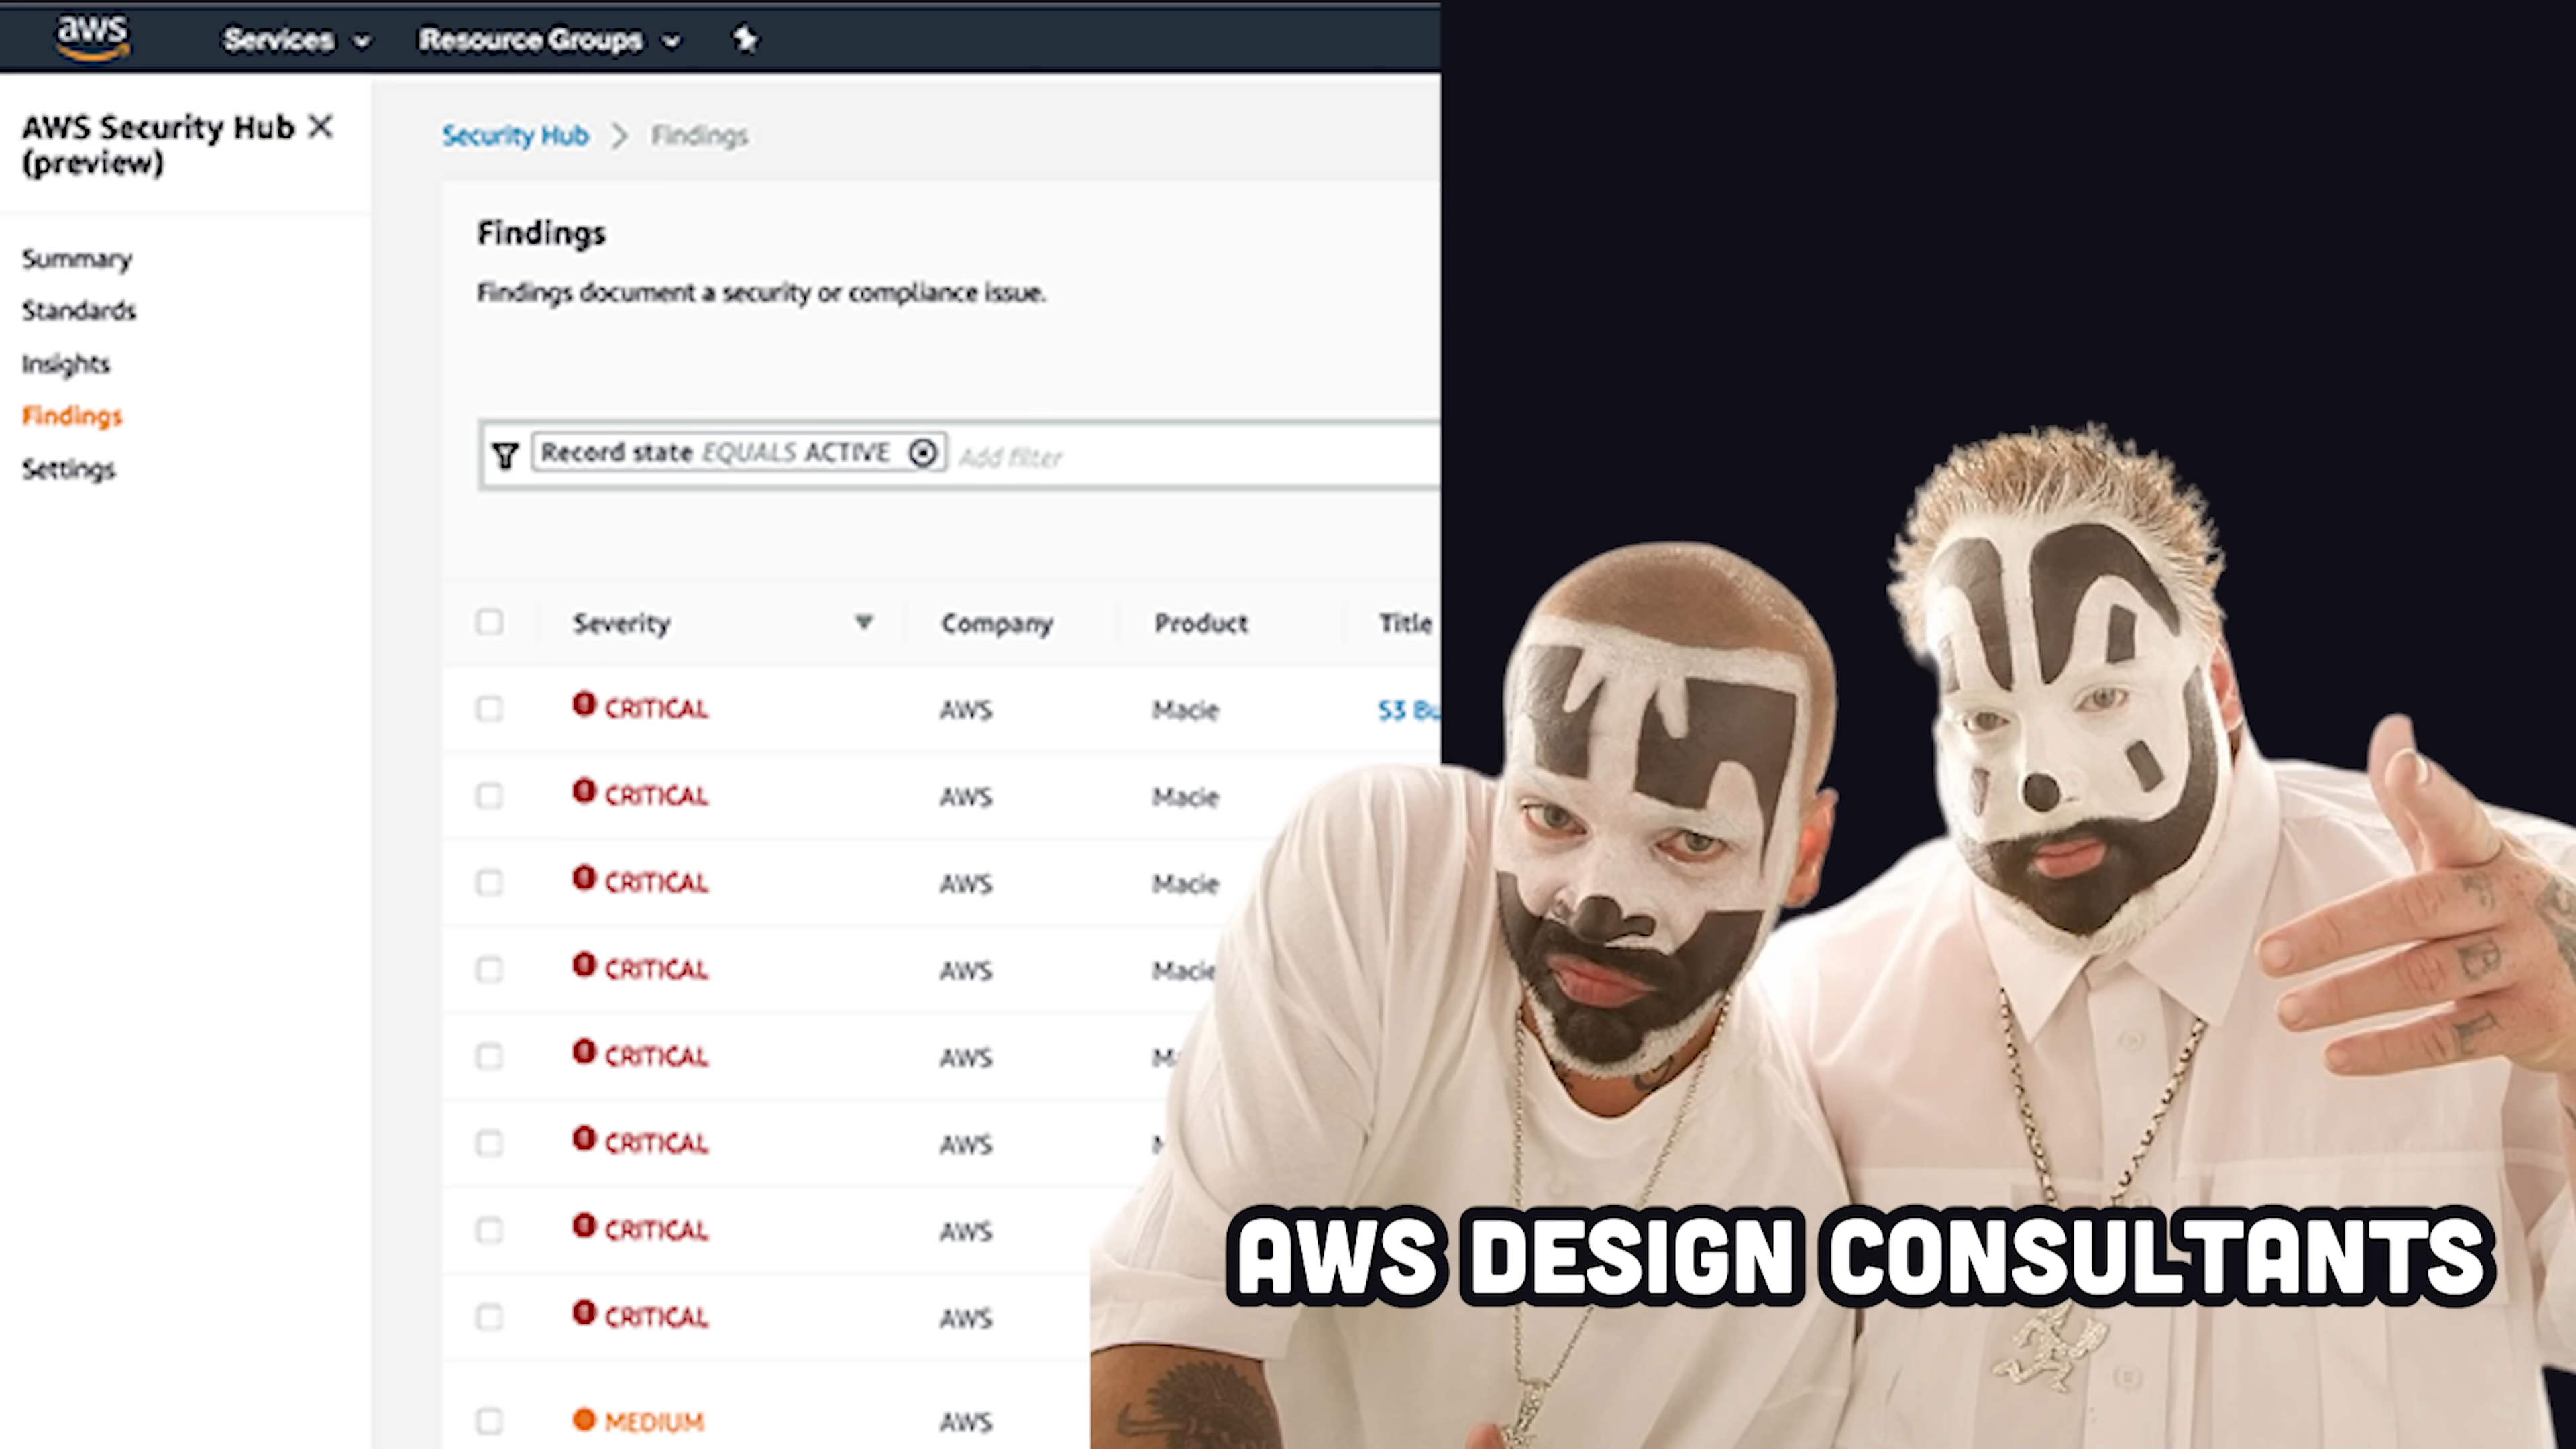 aws Services Resource Groups
AWS Security Hub
(preview)
Summary
Standards
Insights
Findings
Settings
Security Hub > Findings
Findings
Findings document a security or compliance issue.
Record state EQUALS ACTIVE Add filter
Severity Company Product Title
CRITICAL AWS Macie S3 Bu
CRITICAL AWS Macie
CRITICAL AWS Macie
CRITICAL AWS Macie
CRITICAL AWS
CRITICAL AWS
CRITICAL AWS
CRITICAL AWS
MEDIUM AWS
AWS DESIGN CONSULTANTS